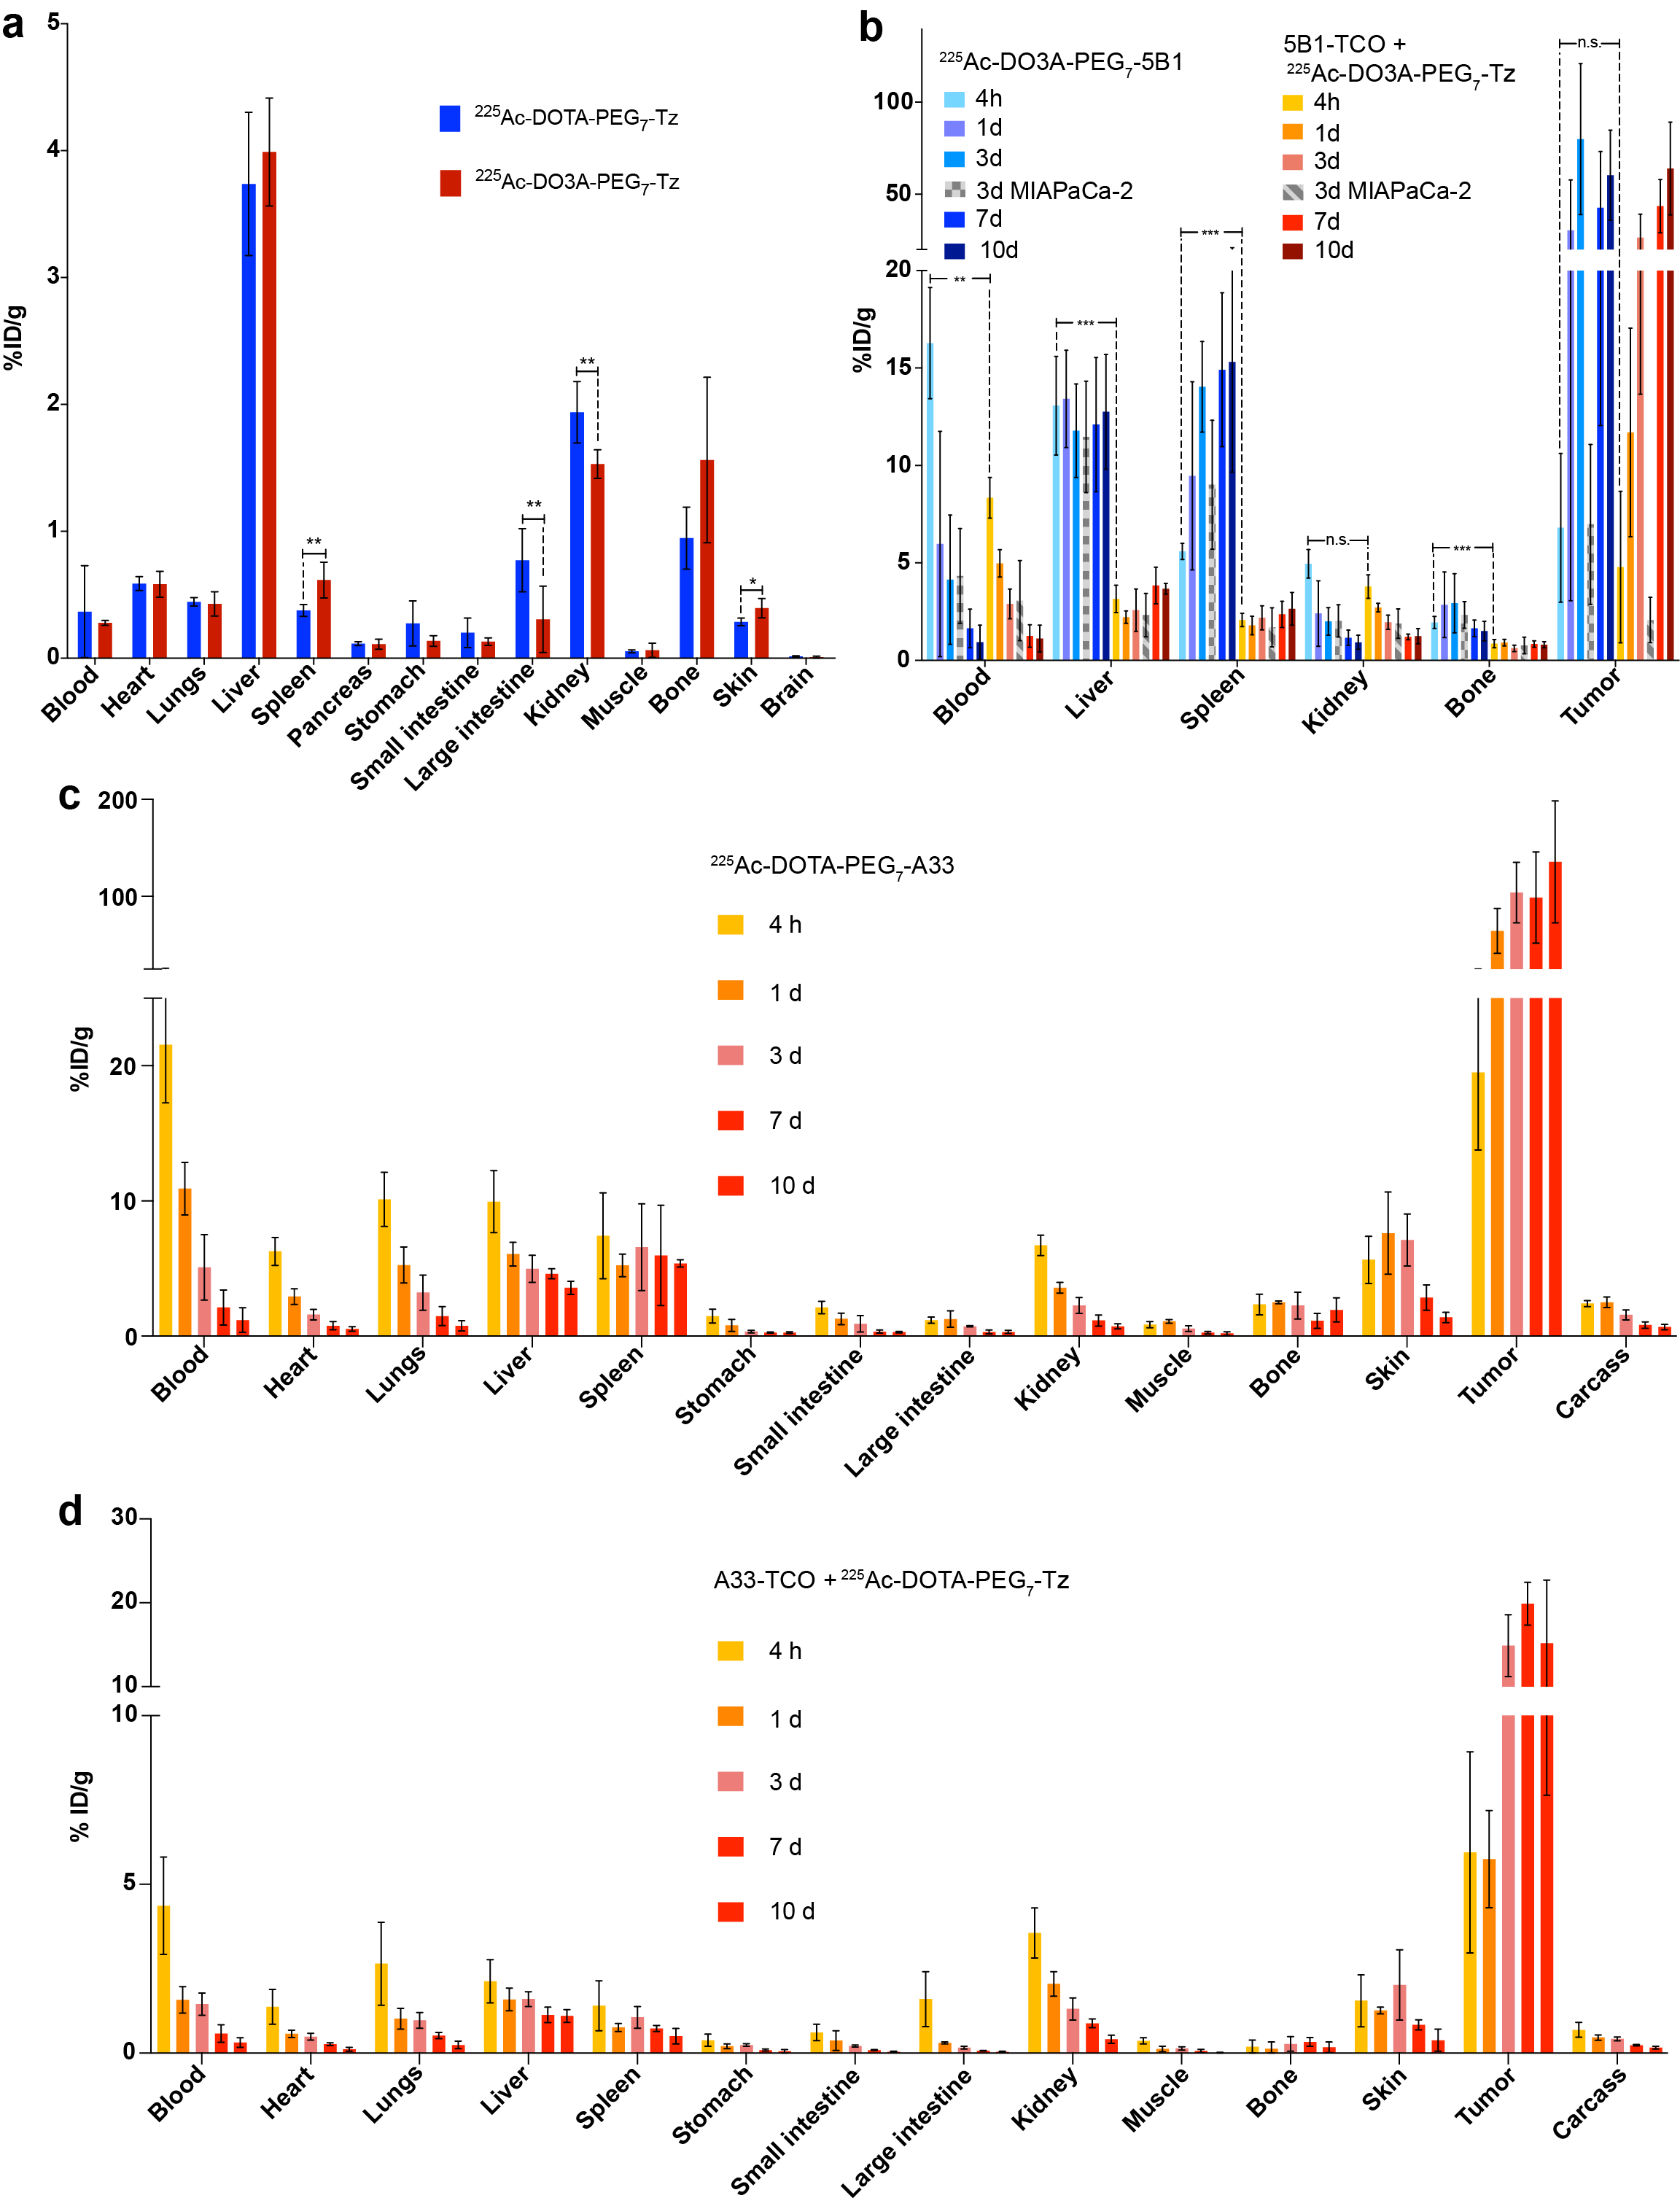 a
5
4
3
2
1
0
%ID/g
225Ac-DOTA-PEG7-Tz
225Ac-DO3A-PEG7-Tz
**
**
**
*
Blood
Heart
Lungs
Liver
Spleen
Pancreas
Stomach
Small intestine
Large intestine
Kidney
Muscle
Bone
Skin
Brain
b
100
50
20
15
10
5
0
%ID/g
225Ac-DO3A-PEG7-5B1
4h
1d
3d
3d MIAPaCa-2
7d
10d
5B1-TCO +
225Ac-DO3A-PEG7-Tz
4h
1d
3d
3d MIAPaCa-2
7d
10d
**
***
***
n.s.
***
n.s.
Blood
Liver
Spleen
Kidney
Bone
Tumor
c
200
100
20
10
0
%ID/g
225Ac-DOTA-PEG7-A33
4 h
1 d
3 d
7 d
10 d
Blood
Heart
Lungs
Liver
Spleen
Stomach
Small intestine
Large intestine
Kidney
Muscle
Bone
Skin
Tumor
Carcass
d
30
20
10
10
5
0
% ID/g
A33-TCO + 225Ac-DOTA-PEG7-Tz
4 h
1 d
3 d
7 d
10 d
Blood
Heart
Lungs
Liver
Spleen
Stomach
Small intestine
Large intestine
Kidney
Muscle
Bone
Skin
Tumor
Carcass